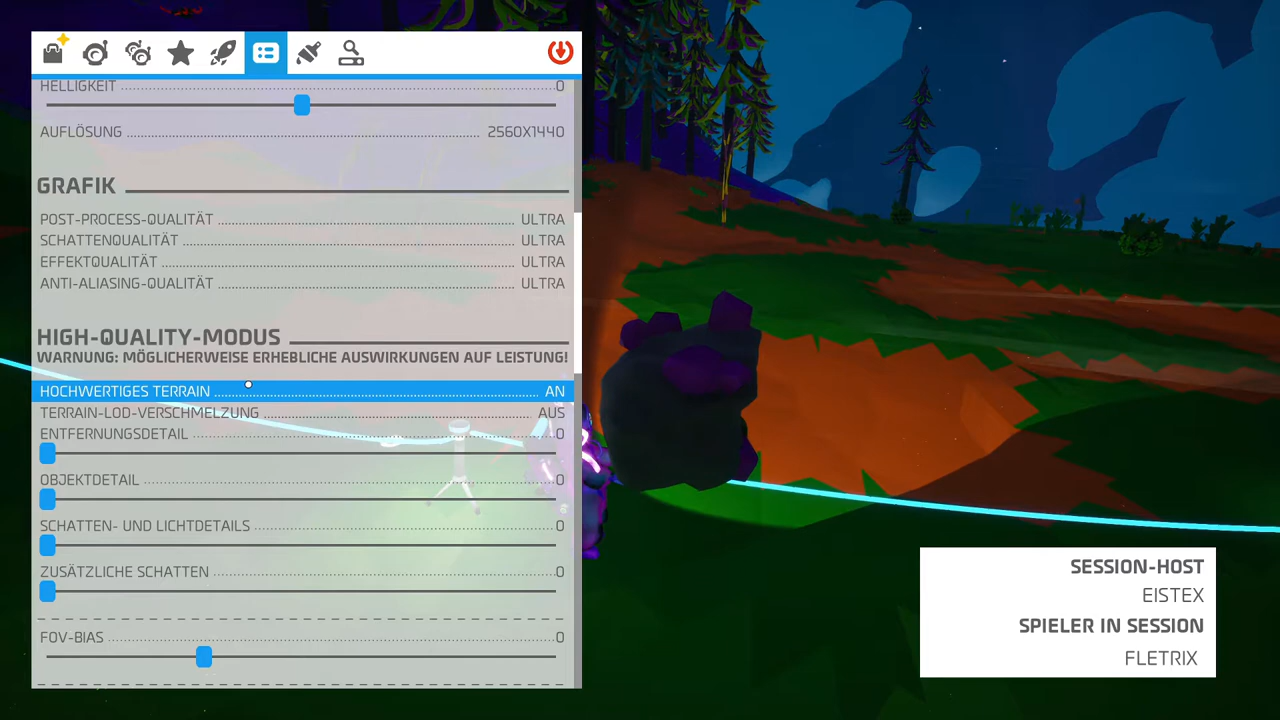 HELLIGKEIT 0
AUFLÖSUNG 2560X1440
GRAFIK
POST-PROCESS-QUALITÄT ULTRA
SCHATTENQUALITÄT ULTRA
EFFEKTQUALITÄT ULTRA
ANTI-ALIASING-QUALITÄT ULTRA
HIGH-QUALITY-MODUS
WARNUNG: MÖGLICHERWEISE ERHEBLICHE AUSWIRKUNGEN AUF LEISTUNG!
HOCHWERTIGES TERRAIN AN
TERRAIN-LOD-VERSCHMELZUNG AUS
ENTFERNUNGSDETAIL 0
OBJEKTDETAIL 0
SCHATTEN- UND LICHTDETAILS 0
ZUSÄTZLICHE SCHATTEN 0
FOV-BIAS 0
SESSION-HOST
EISTEX
SPIELER IN SESSION
FLETRIX